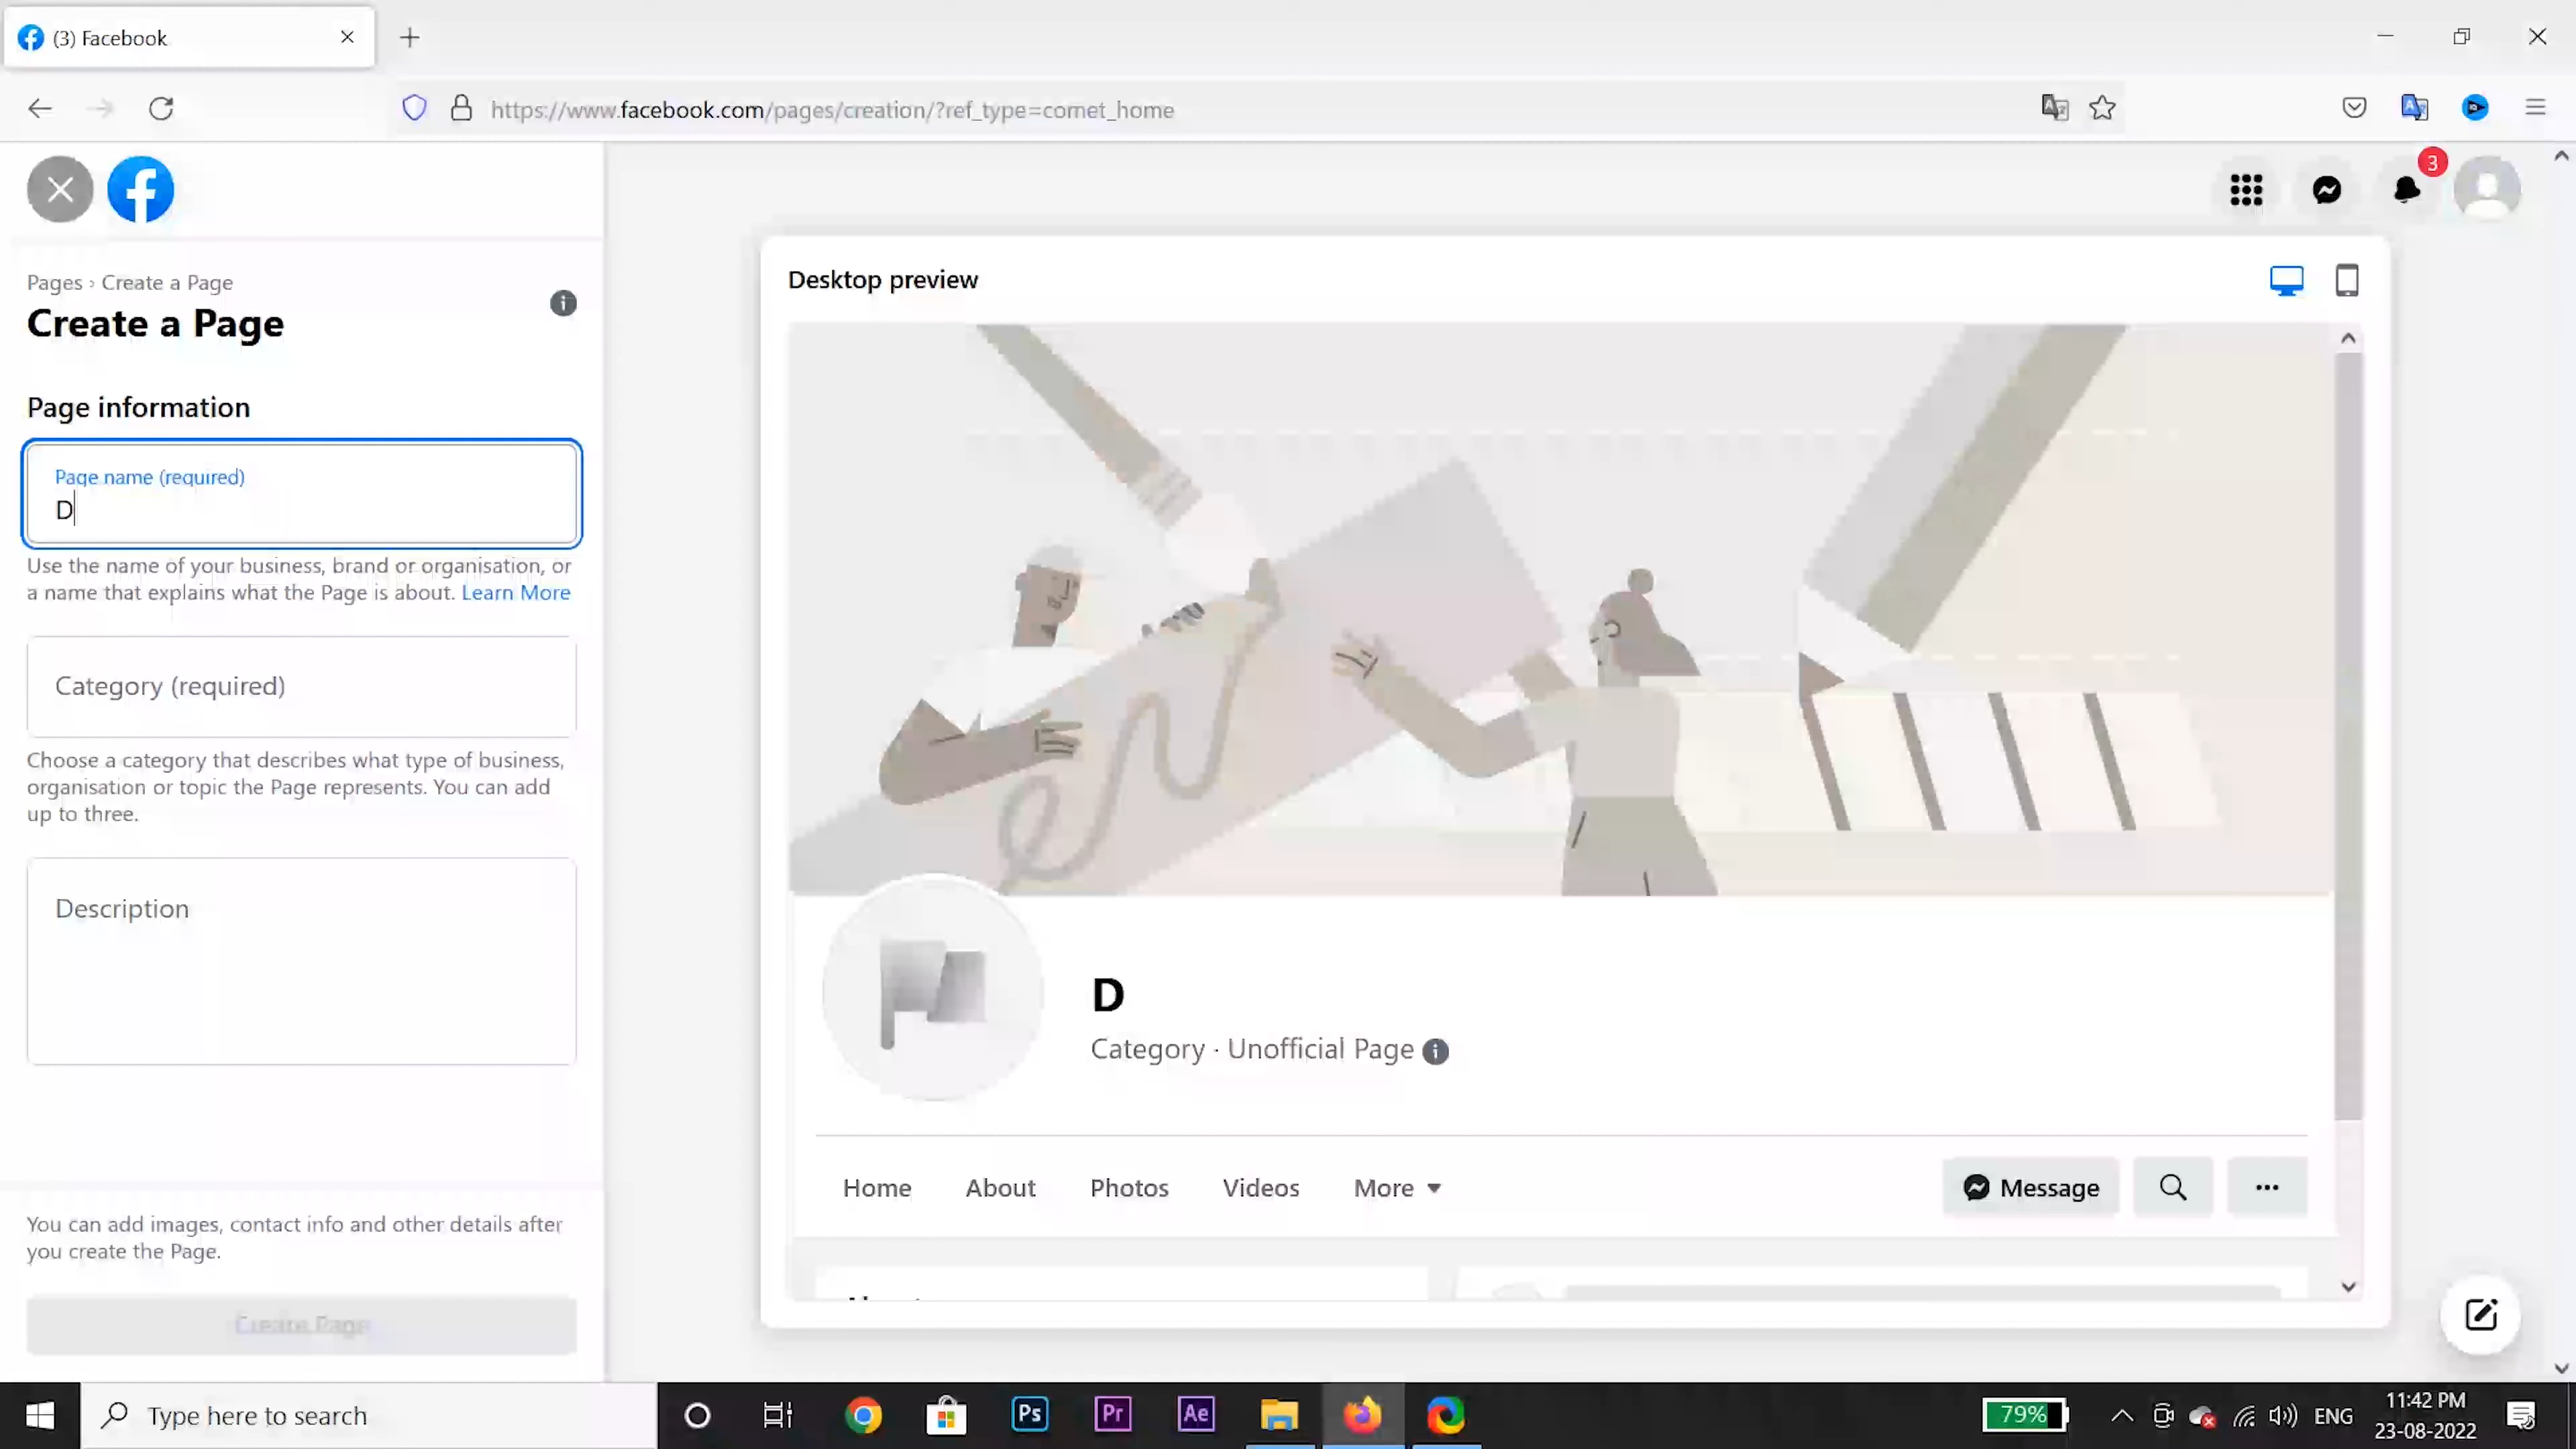 (3) Facebook
https://www.facebook.com/pages/creation/?ref_type=comet_home
3
Pages › Create a Page
Create a Page
Page information
Page name (required)
D
Use the name of your business, brand or organisation, or
a name that explains what the Page is about. Learn More
Category (required)
Choose a category that describes what type of business,
organisation or topic the Page represents. You can add
up to three.
Description
You can add images, contact info and other details after
you create the Page.
Create Page
Desktop preview
D
Category · Unofficial Page
Home About Photos Videos More
Message
Type here to search
Ps Pr Ae
79%
ENG
11:42 PM
23-08-2022